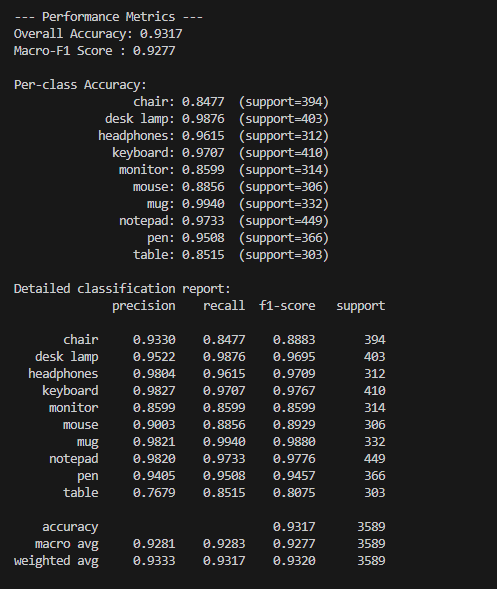 --- Performance Metrics ---
Overall Accuracy: 0.9317
Macro-F1 Score : 0.9277

Per-class Accuracy:
chair: 0.8477 (support=394)
desk lamp: 0.9876 (support=403)
headphones: 0.9615 (support=312)
keyboard: 0.9707 (support=410)
monitor: 0.8599 (support=314)
mouse: 0.8856 (support=306)
mug: 0.9940 (support=332)
notepad: 0.9733 (support=449)
pen: 0.9508 (support=366)
table: 0.8515 (support=303)

Detailed classification report:
precision recall f1-score support

chair 0.9330 0.8477 0.8883 394
desk lamp 0.9522 0.9876 0.9695 403
headphones 0.9804 0.9615 0.9709 312
keyboard 0.9827 0.9707 0.9767 410
monitor 0.8599 0.8599 0.8599 314
mouse 0.9003 0.8856 0.8929 306
mug 0.9821 0.9940 0.9880 332
notepad 0.9820 0.9733 0.9776 449
pen 0.9405 0.9508 0.9457 366
table 0.7679 0.8515 0.8075 303

accuracy 0.9317 3589
macro avg 0.9281 0.9283 0.9277 3589
weighted avg 0.9333 0.9317 0.9320 3589